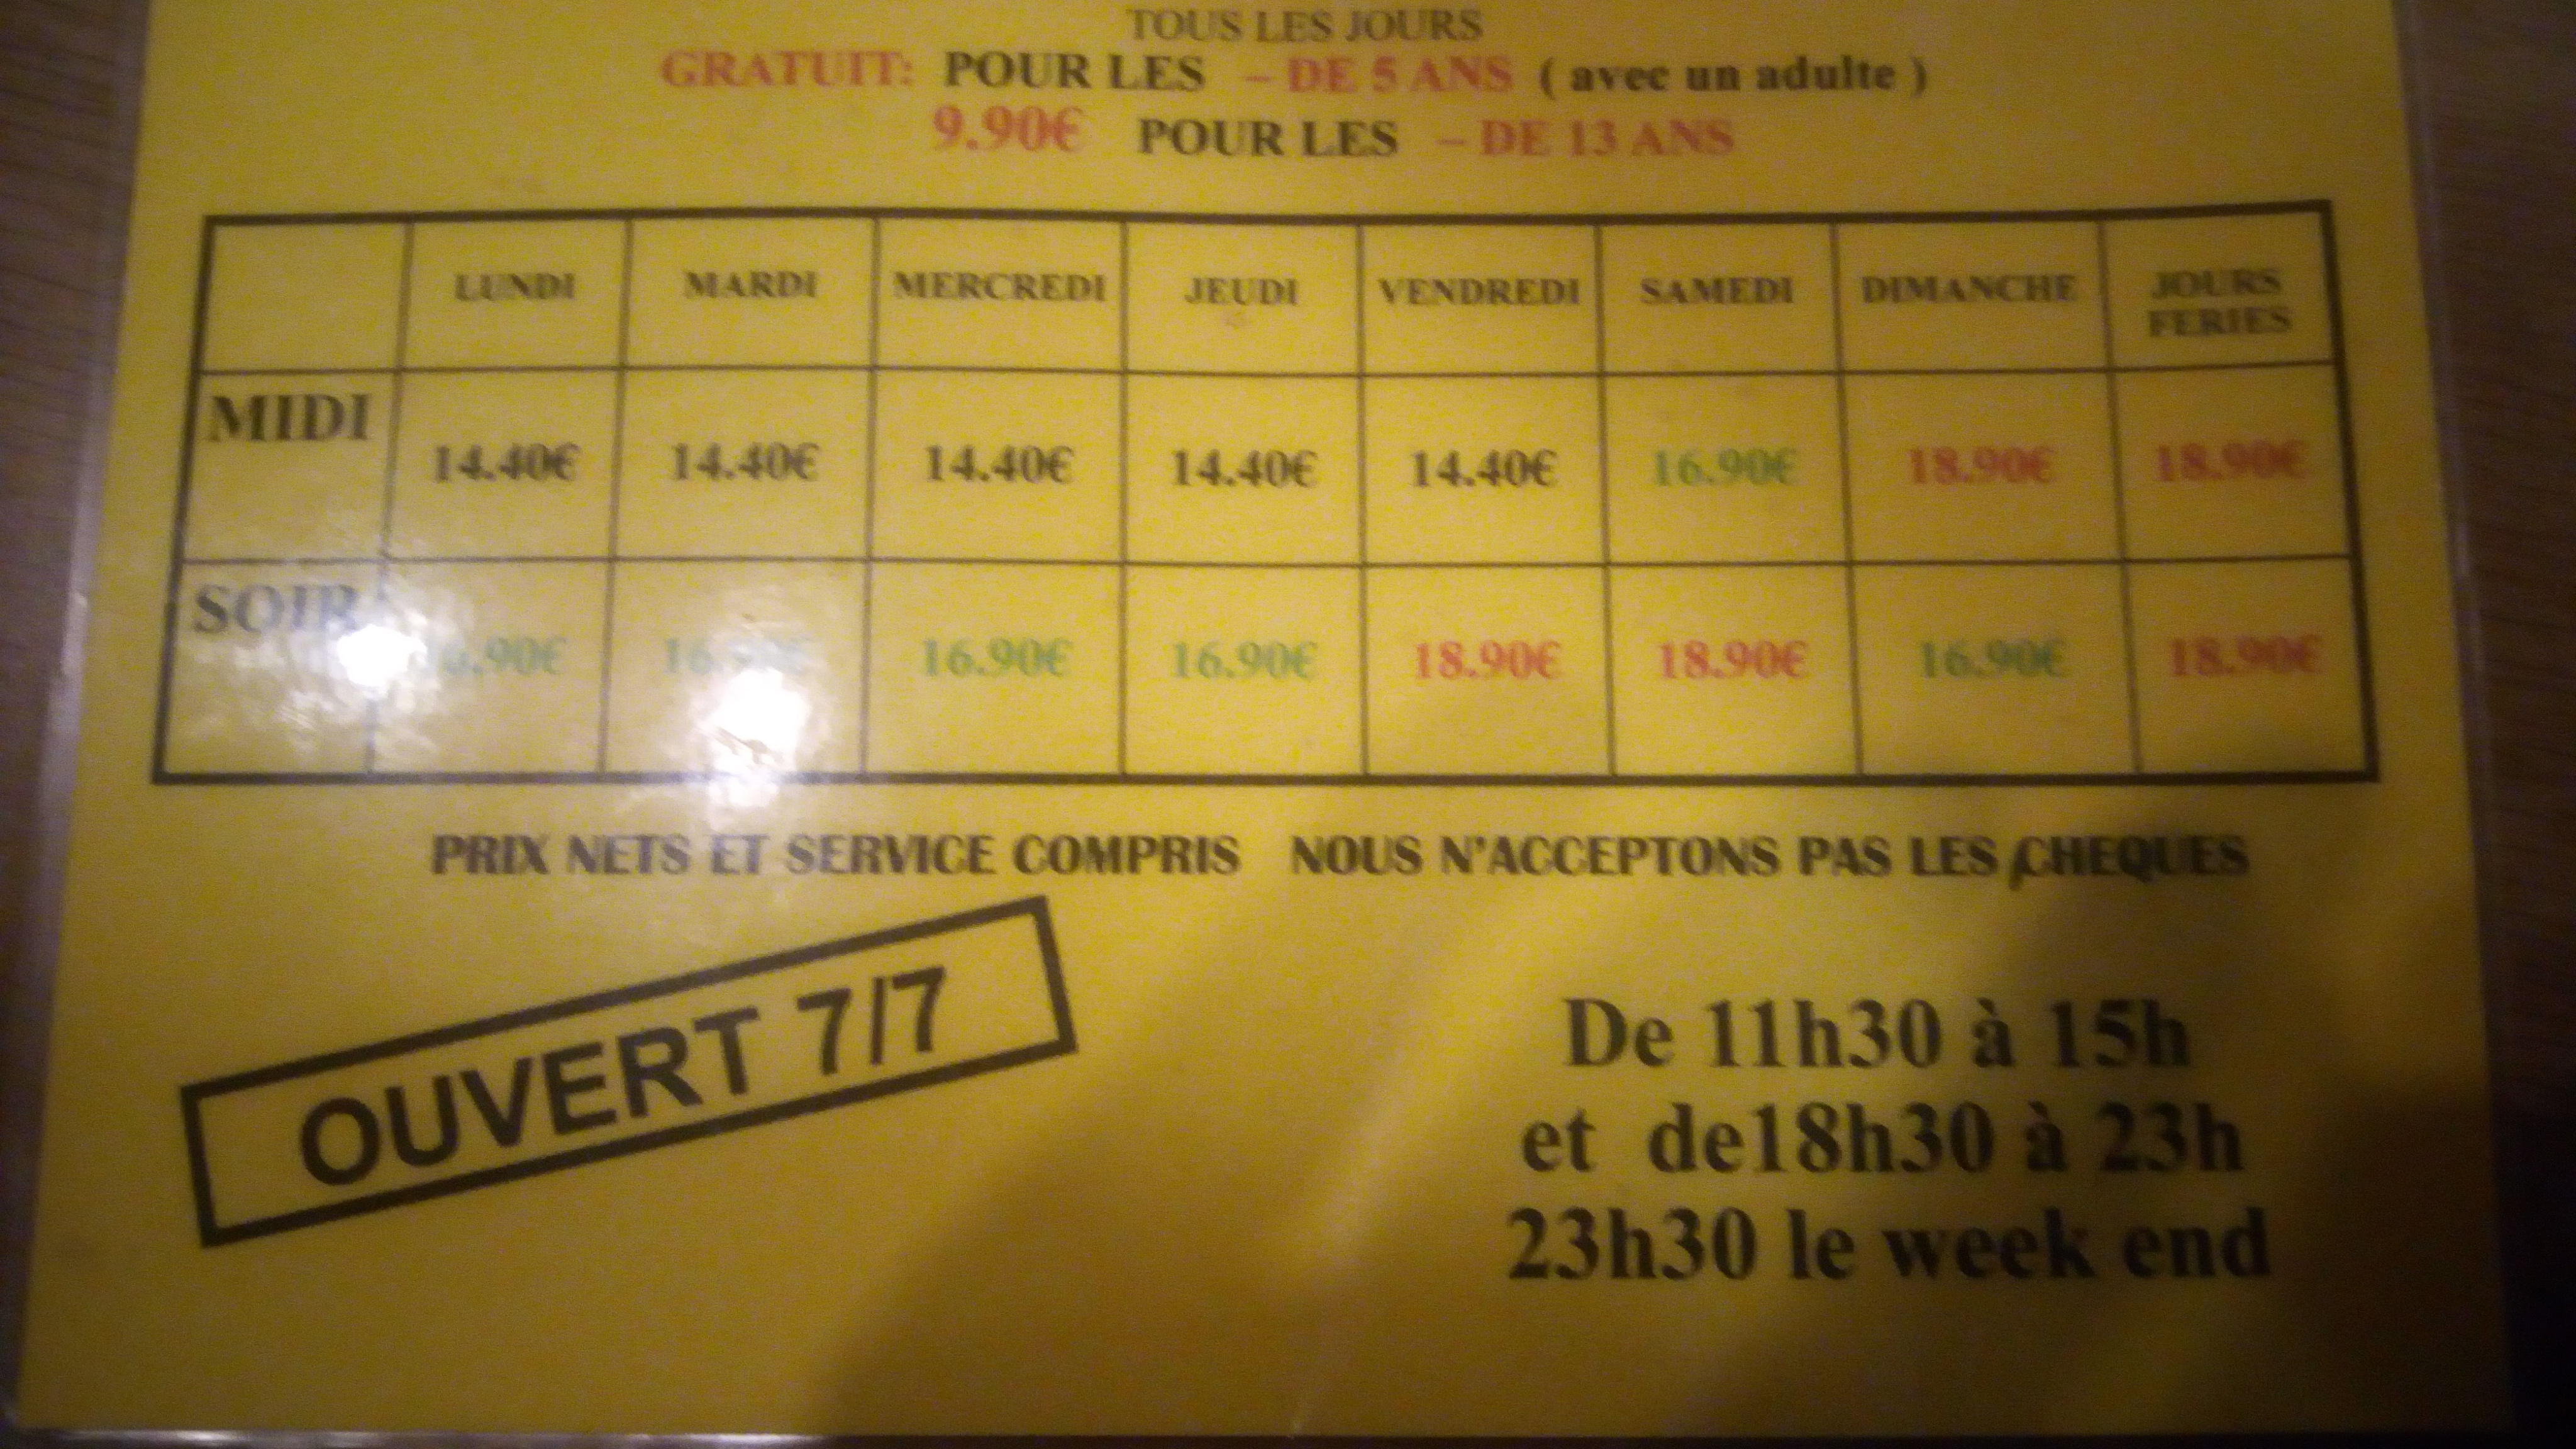 TOUS LES JOURS
GRATUIT: POUR LES – DE 5 ANS ( avec un adulte )
9.90€ POUR LES – DE 13 ANS
LUNDI MARDI MERCREDI JEUDI VENDREDI SAMEDI DIMANCHE JOURS FERIES
MIDI 14.40€ 14.40€ 14.40€ 14.40€ 14.40€ 16.90€ 18.90€ 18.90€
SOIR 16.90€ 16.90€ 16.90€ 18.90€ 18.90€ 16.90€ 18.90€
PRIX NETS ET SERVICE COMPRIS NOUS N'ACCEPTONS PAS LES CHEQUES
OUVERT 7/7
De 11h30 à 15h
et de18h30 à 23h
23h30 le week end